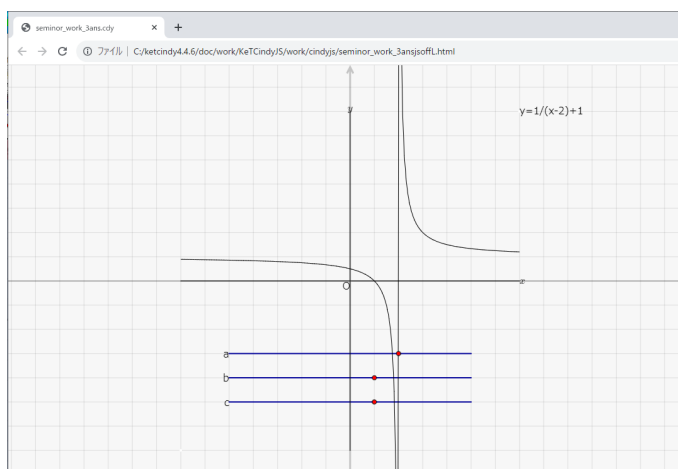 seminor_work_3ans.cdy
ファイル | C:/ketcindy4.4.6/doc/work/KeTCindyJS/work/cindyjs/seminor_work_3ansjsoffL.html
y
y=1/(x-2)+1
O
x
a
b
c